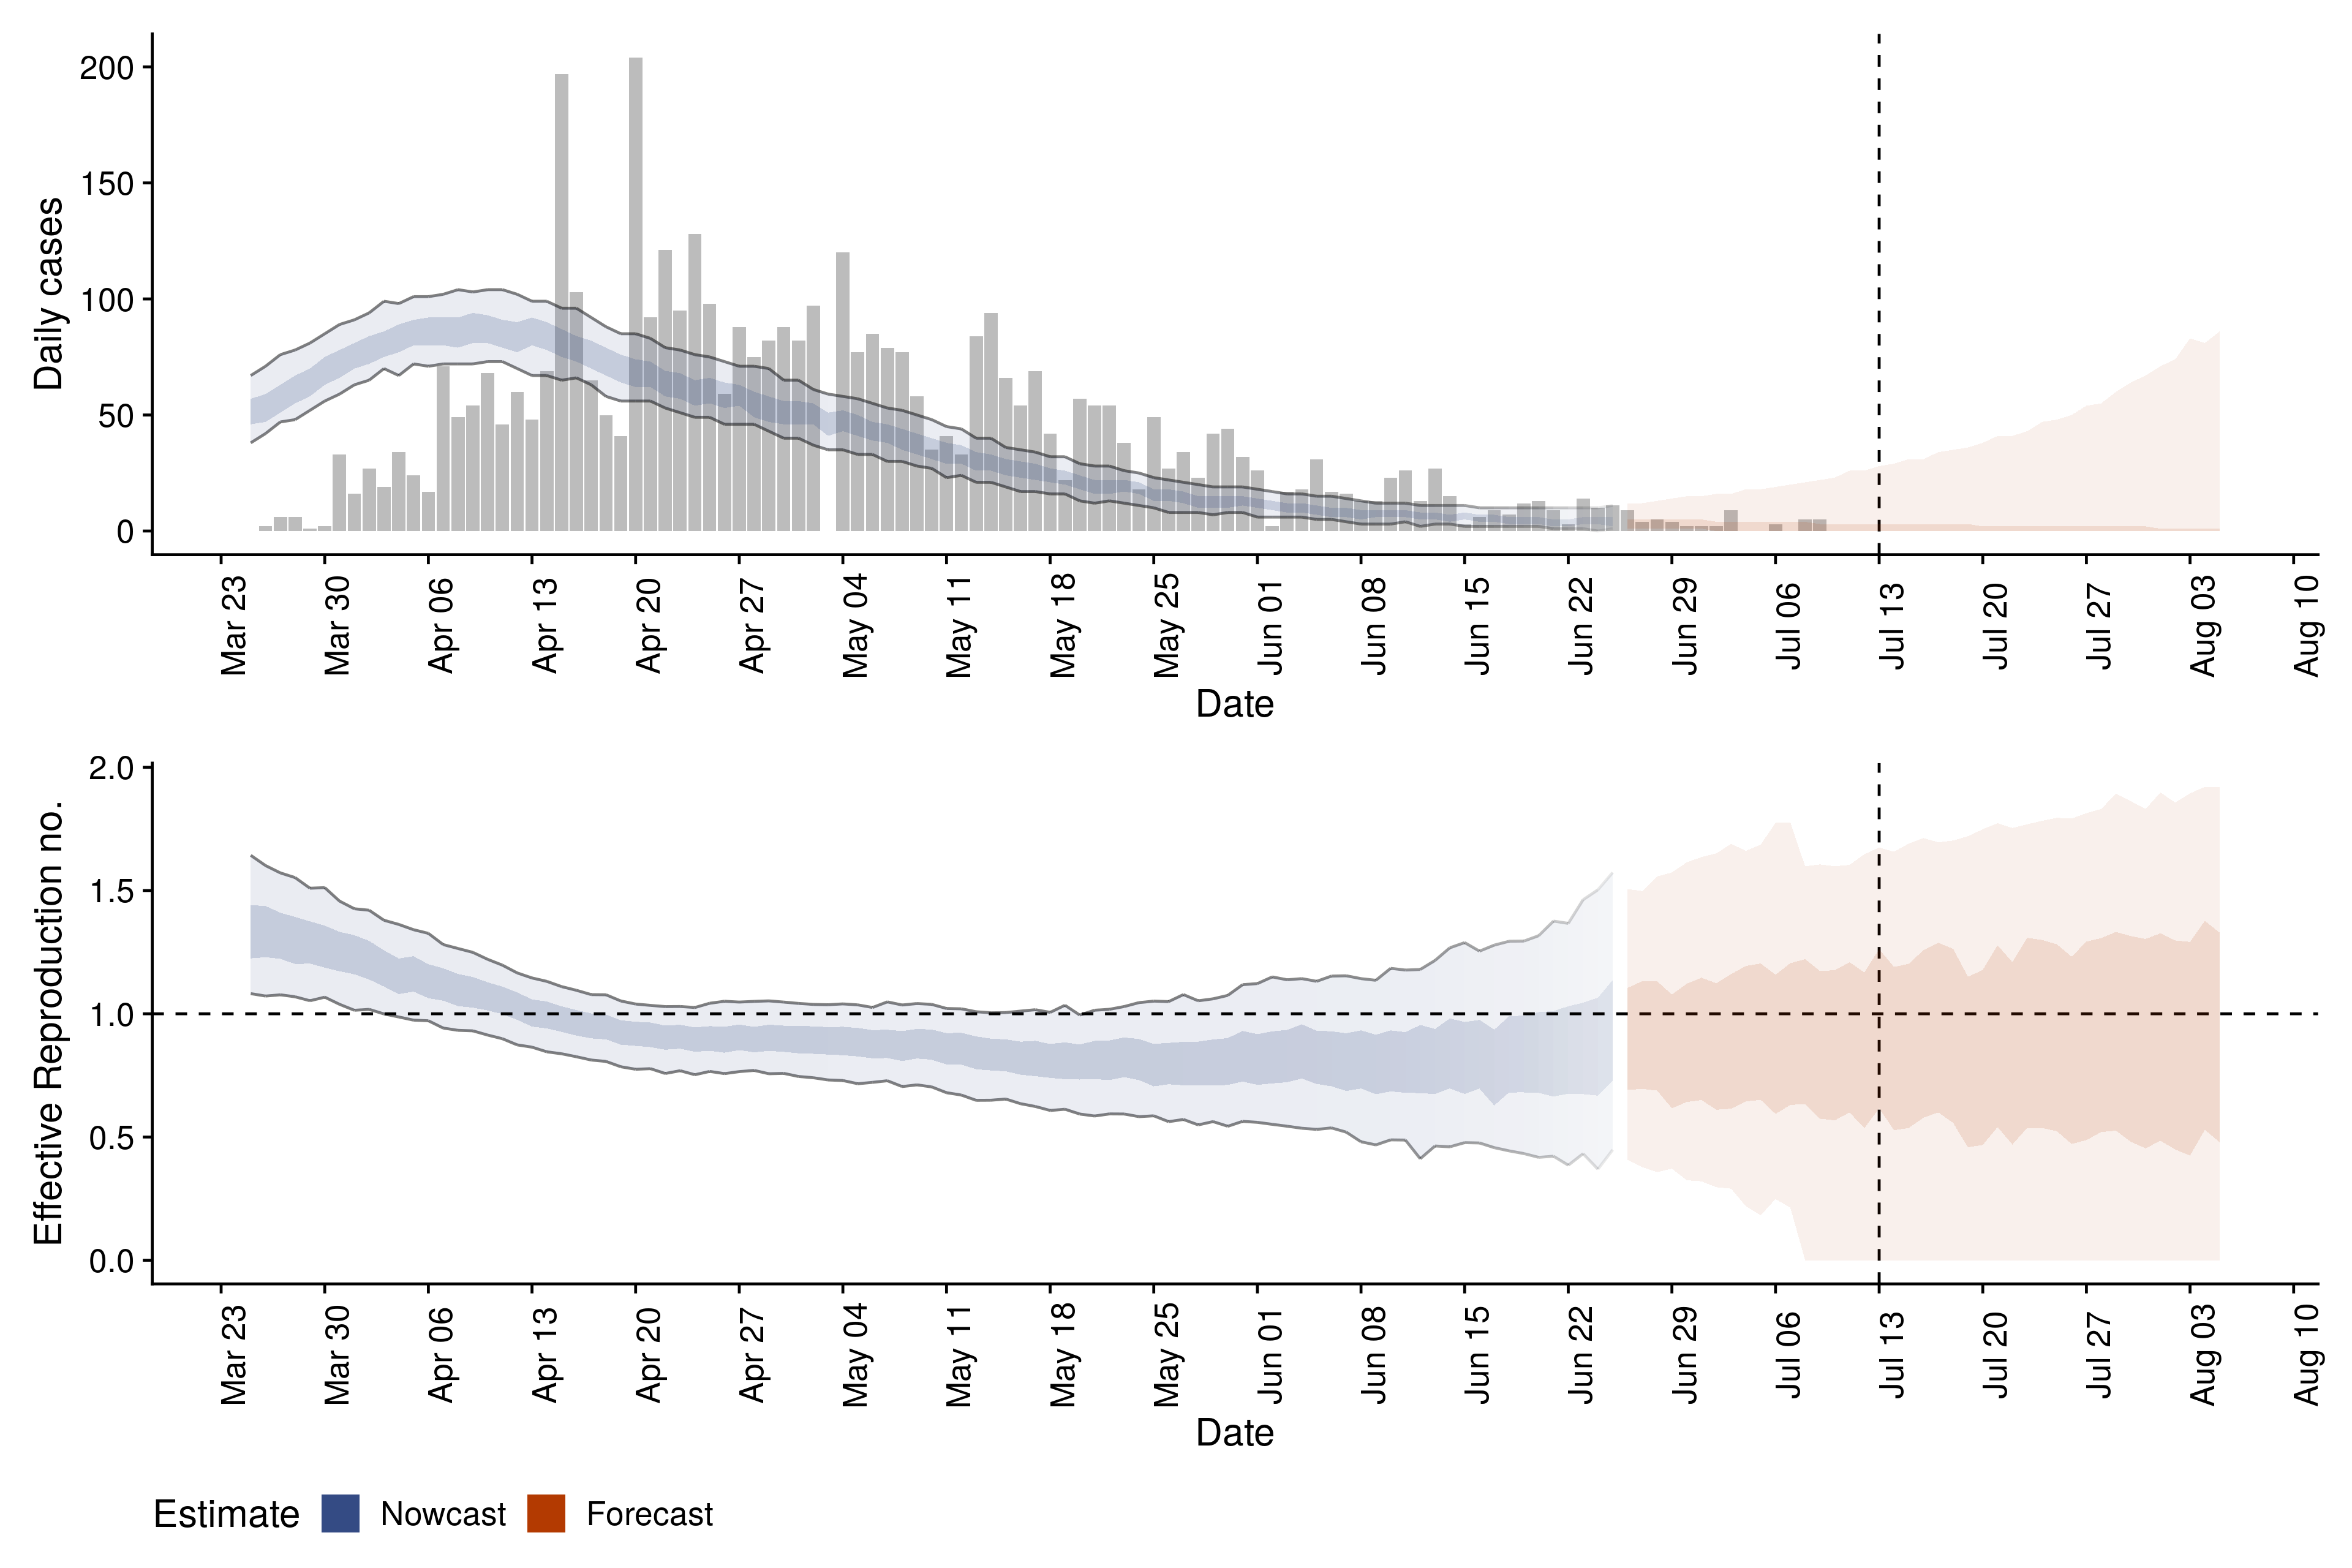 Daily cases
200
150
100
50
0
Mar 23
Mar 30
Apr 06
Apr 13
Apr 20
Apr 27
May 04
May 11
May 18
May 25
Jun 01
Jun 08
Jun 15
Jun 22
Jun 29
Jul 06
Jul 13
Jul 20
Jul 27
Aug 03
Aug 10
Date
Effective Reproduction no.
2.0
1.5
1.0
0.5
0.0
Mar 23
Mar 30
Apr 06
Apr 13
Apr 20
Apr 27
May 04
May 11
May 18
May 25
Jun 01
Jun 08
Jun 15
Jun 22
Jun 29
Jul 06
Jul 13
Jul 20
Jul 27
Aug 03
Aug 10
Date
Estimate Nowcast Forecast